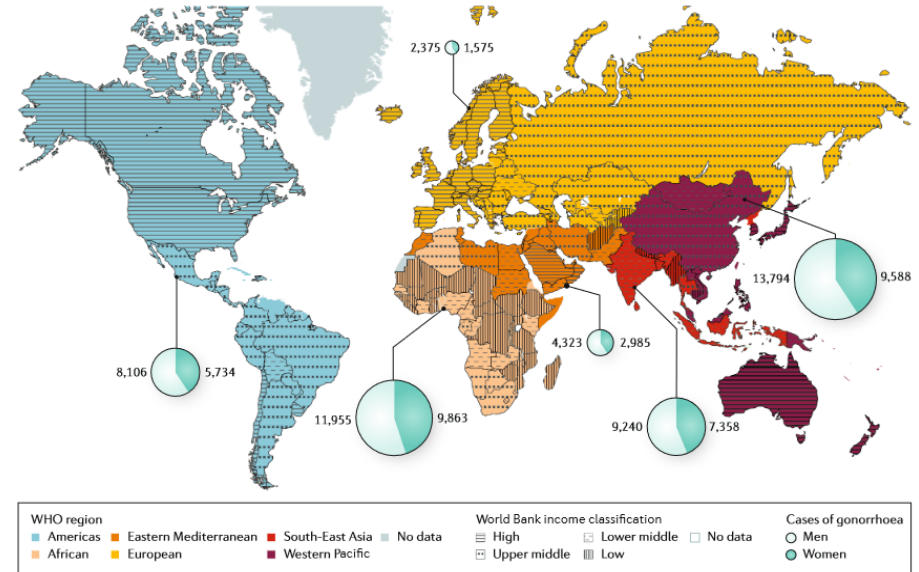 2,375 1,575
13,794 9,588
4,323 2,985
8,106 5,734
11,955 9,863
9,240 7,358
WHO region World Bank income classification Cases of gonorrhoea
Americas Eastern Mediterranean South-East Asia No data High Lower middle No data Men
African European Western Pacific Upper middle Low Women